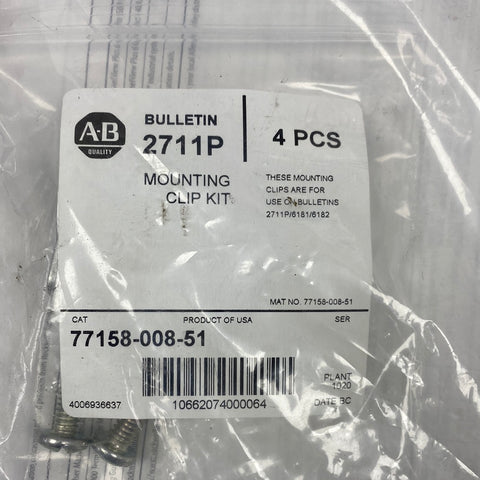 A-B
QUALITY
BULLETIN
2711P
MOUNTING
CLIP KIT
4 PCS
THESE MOUNTING
CLIPS ARE FOR
USE ON BULLETINS
2711P/6181/6182
MAT NO. 77158-008-51
CAT PRODUCT OF USA SER
77158-008-51
4006936637
10662074000064
PLANT
1020
DATE BC